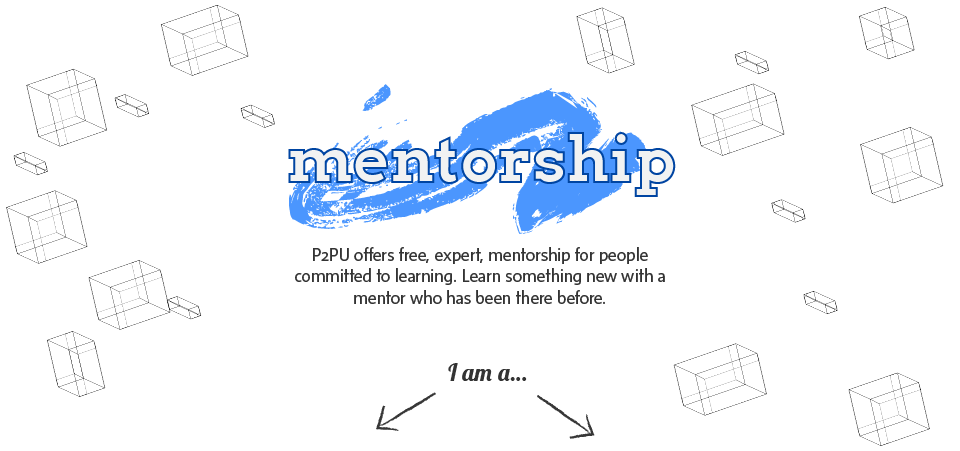 mentorship
P2PU offers free, expert, mentorship for people
committed to learning. Learn something new with a
mentor who has been there before.
I am a...